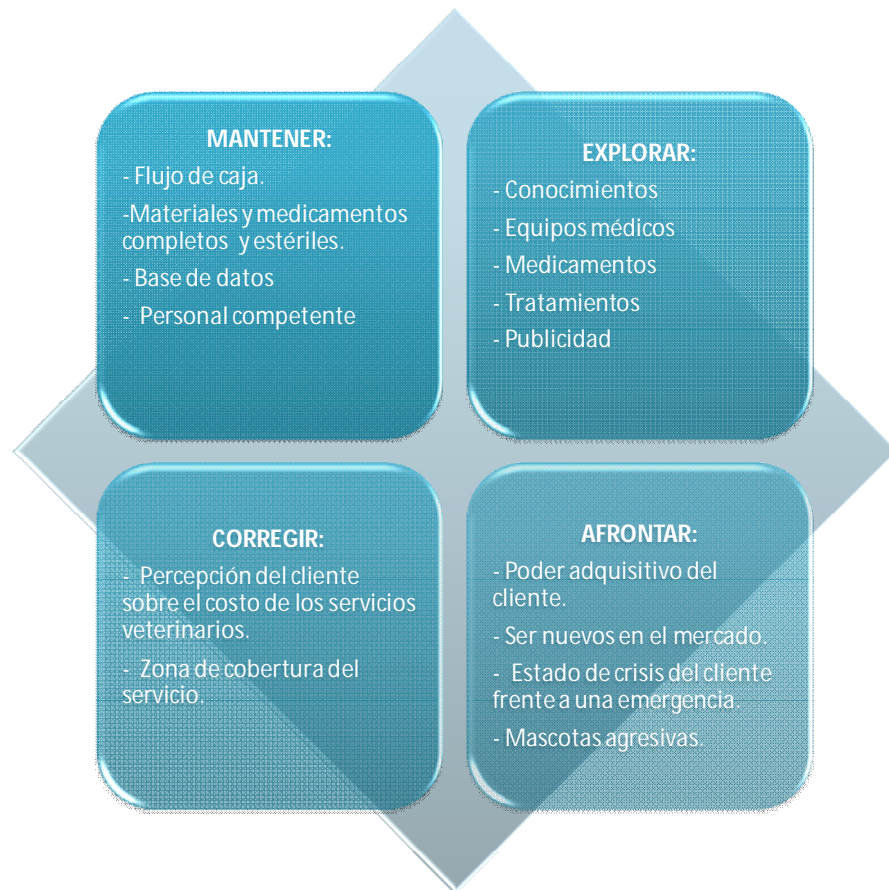 MANTENER:
- Flujo de caja.
-Materiales y medicamentos
completos y estériles.
- Base de datos
- Personal competente
EXPLORAR:
- Conocimientos
- Equipos médicos
- Medicamentos
- Tratamientos
- Publicidad
CORREGIR:
- Percepción del cliente
sobre el costo de los servicios
veterinarios.
- Zona de cobertura del
servicio.
AFRONTAR:
- Poder adquisitivo del
cliente.
- Ser nuevos en el mercado.
- Estado de crisis del cliente
frente a una emergencia.
- Mascotas agresivas.